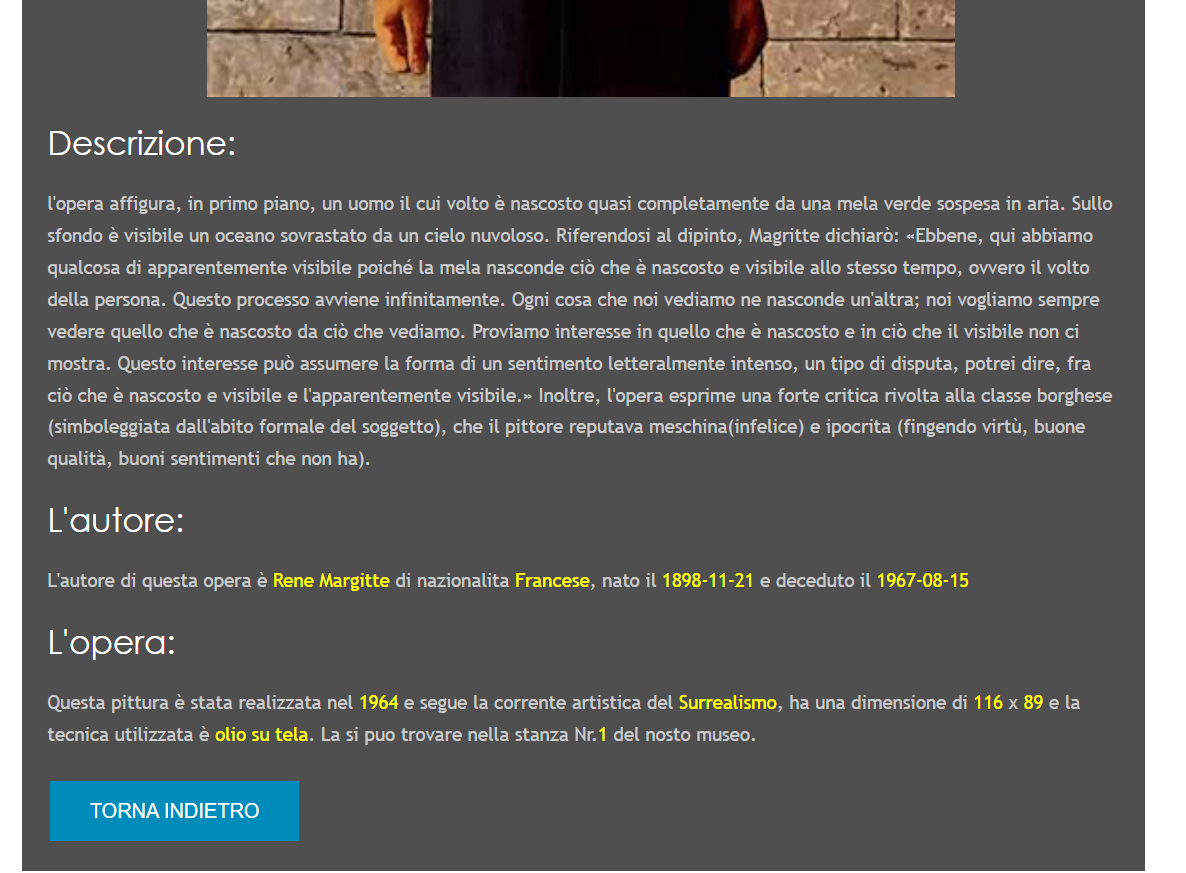 Descrizione:
l'opera affigura, in primo piano, un uomo il cui volto è nascosto quasi completamente da una mela verde sospesa in aria. Sullo
sfondo è visibile un oceano sovrastato da un cielo nuvoloso. Riferendosi al dipinto, Magritte dichiarò: «Ebbene, qui abbiamo
qualcosa di apparentemente visibile poiché la mela nasconde ciò che è nascosto e visibile allo stesso tempo, ovvero il volto
della persona. Questo processo avviene infinitamente. Ogni cosa che noi vediamo ne nasconde un'altra; noi vogliamo sempre
vedere quello che è nascosto da ciò che vediamo. Proviamo interesse in quello che è nascosto e in ciò che il visibile non ci
mostra. Questo interesse può assumere la forma di un sentimento letteralmente intenso, un tipo di disputa, potrei dire, fra
ciò che è nascosto e visibile e l'apparentemente visibile.» Inoltre, l'opera esprime una forte critica rivolta alla classe borghese
(simboleggiata dall'abito formale del soggetto), che il pittore reputava meschina(infelice) e ipocrita (fingendo virtù, buone
qualità, buoni sentimenti che non ha).
L'autore:
L'autore di questa opera è Rene Margitte di nazionalita Francese, nato il 1898-11-21 e deceduto il 1967-08-15
L'opera:
Questa pittura è stata realizzata nel 1964 e segue la corrente artistica del Surrealismo, ha una dimensione di 116 x 89 e la
tecnica utilizzata è olio su tela. La si puo trovare nella stanza Nr.1 del nosto museo.
TORNA INDIETRO